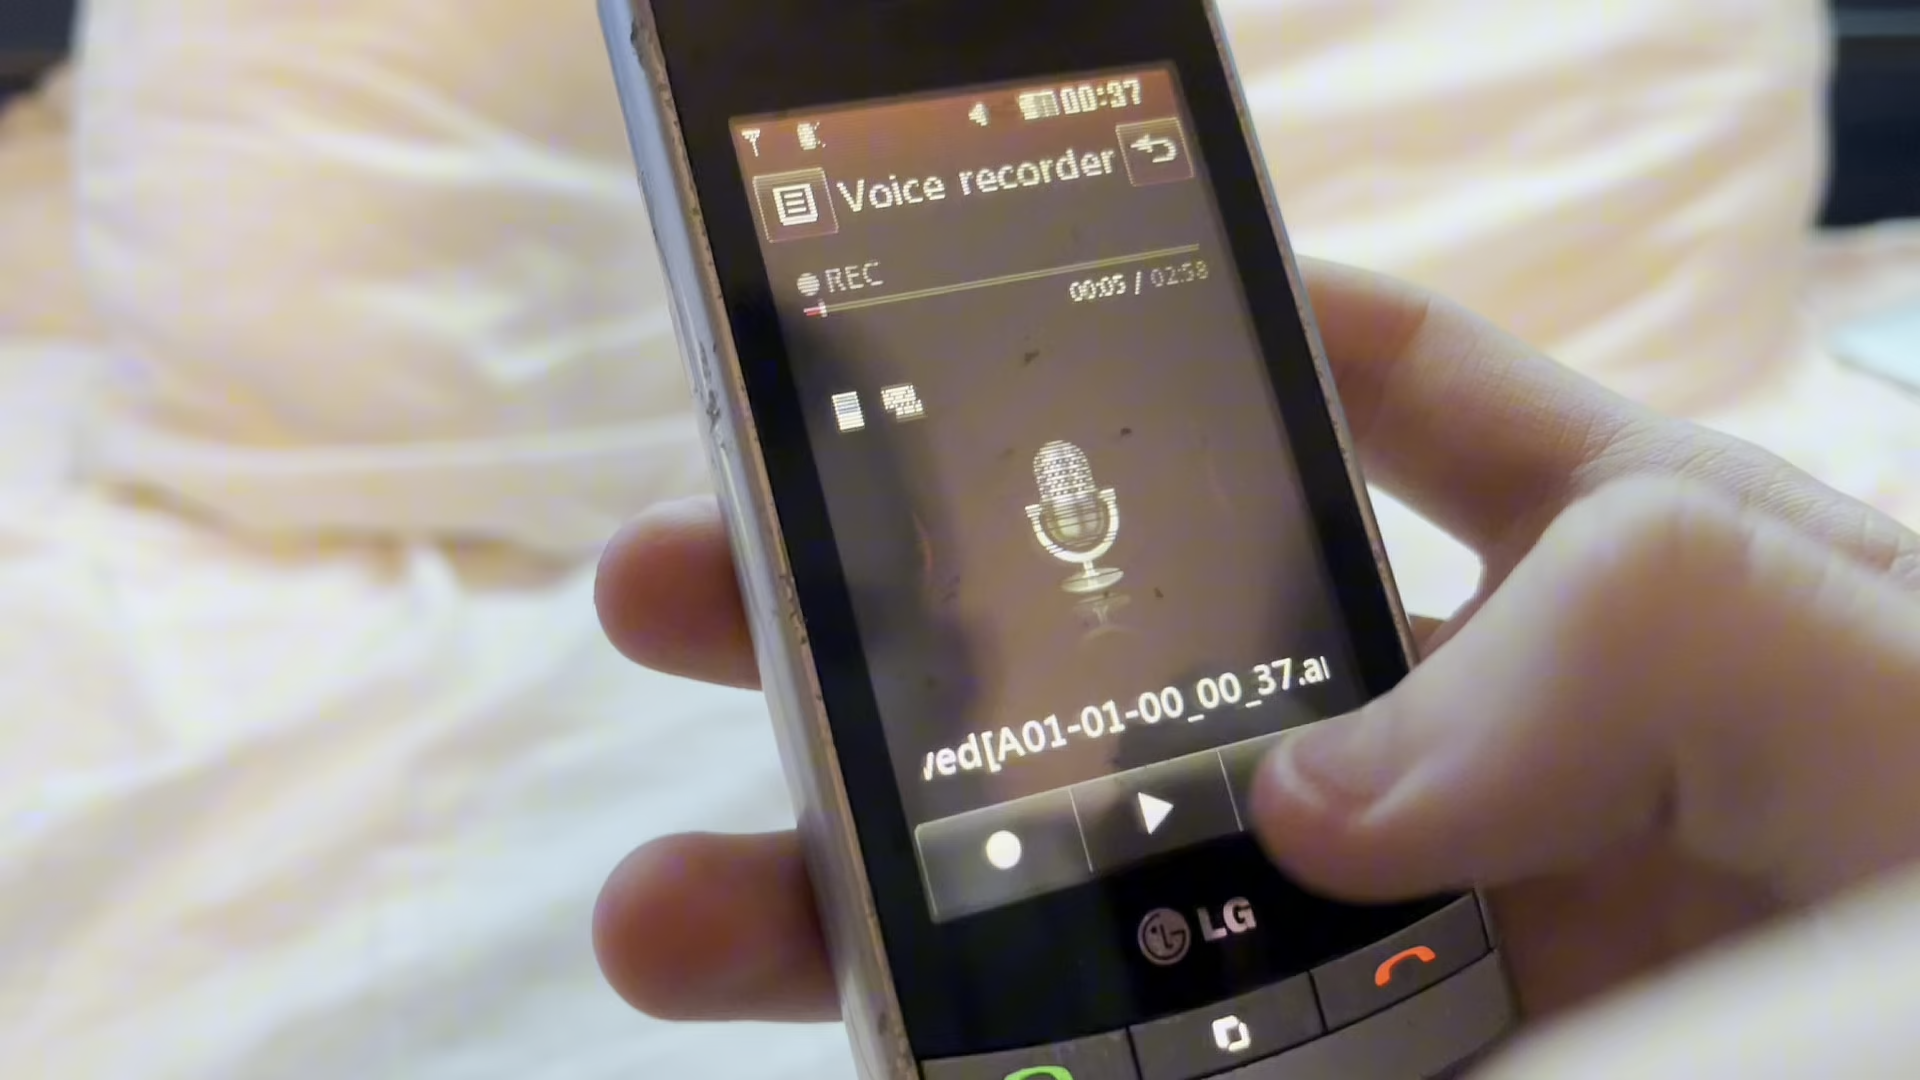 00:37
Voice recorder
REC
00:05 / 02:58
ved[A01-01-00_00_37.a
LG